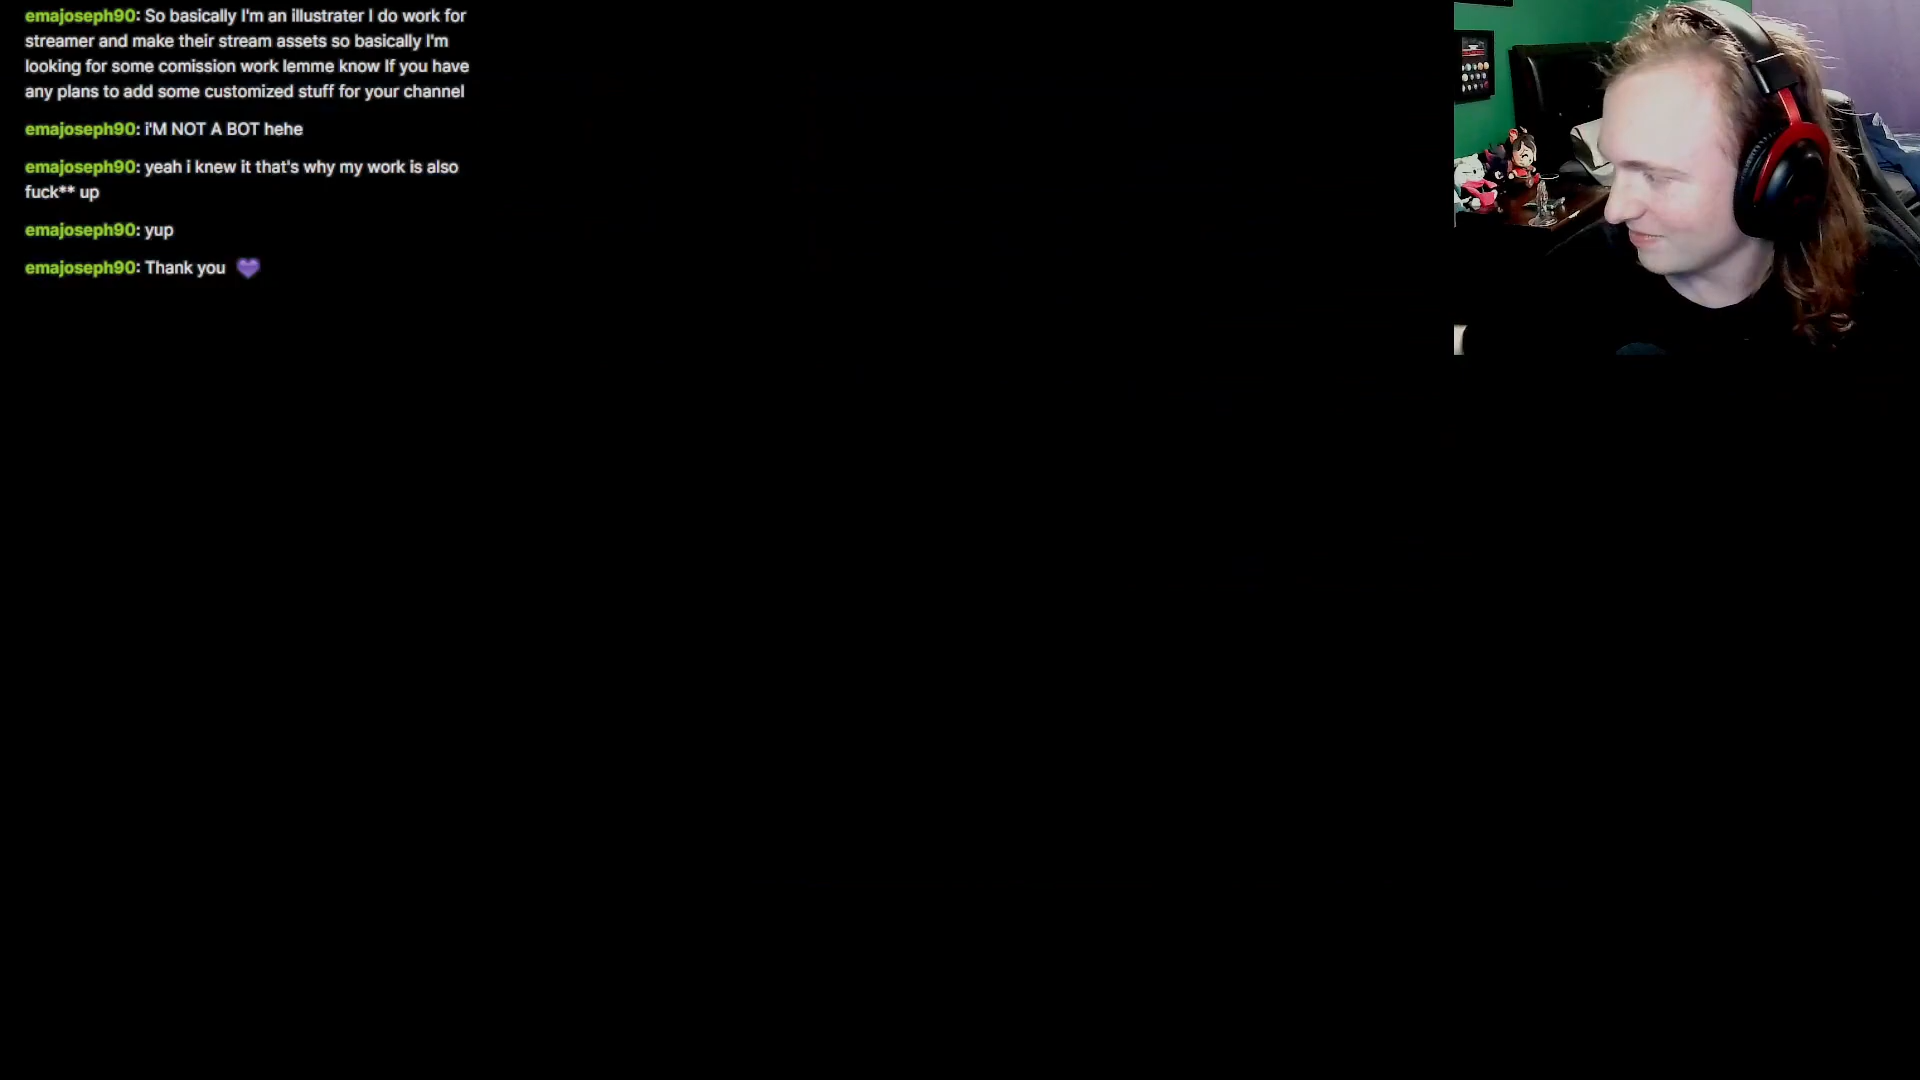 emajoseph90: So basically I'm an illustrater I do work for
streamer and make their stream assets so basically I'm
looking for some comission work lemme know If you have
any plans to add some customized stuff for your channel
emajoseph90: i'M NOT A BOT hehe
emajoseph90: yeah i knew it that's why my work is also
fuck** up
emajoseph90: yup
emajoseph90: Thank you 💜